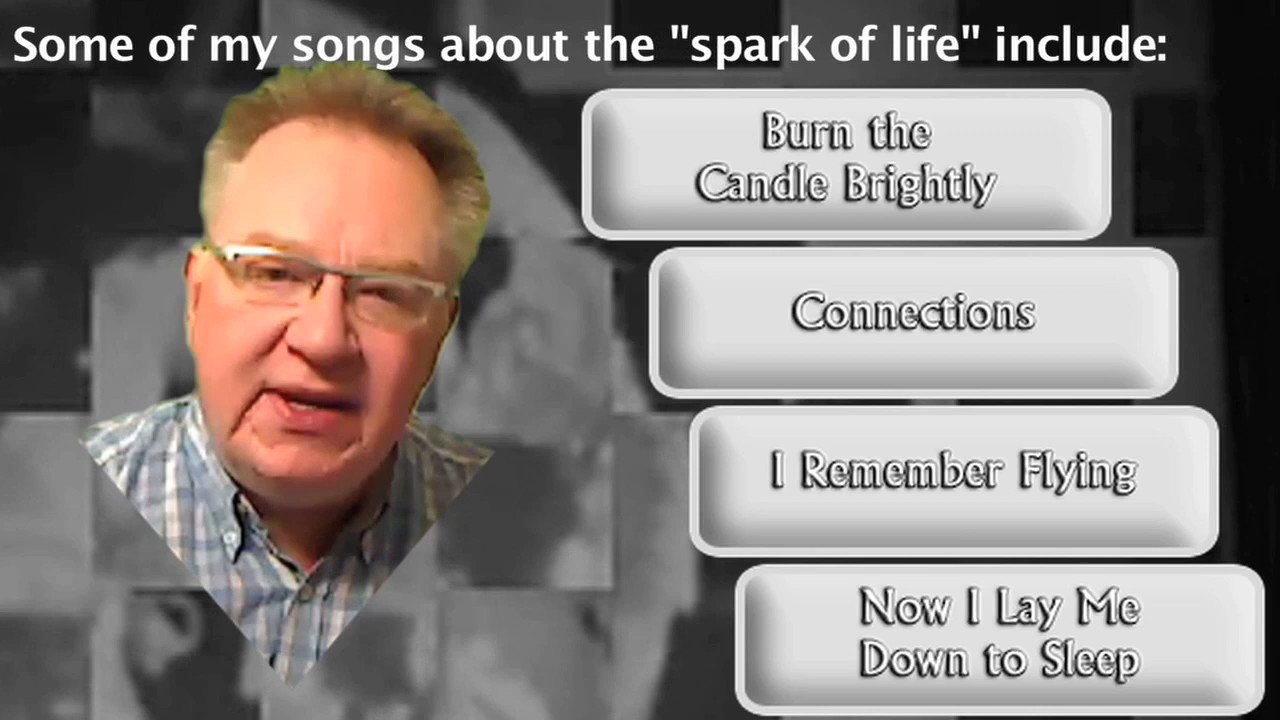 Some of my songs about the "spark of life" include:
Burn the
Candle Brightly
Connections
I Remember Flying
Now I Lay Me
Down to Sleep